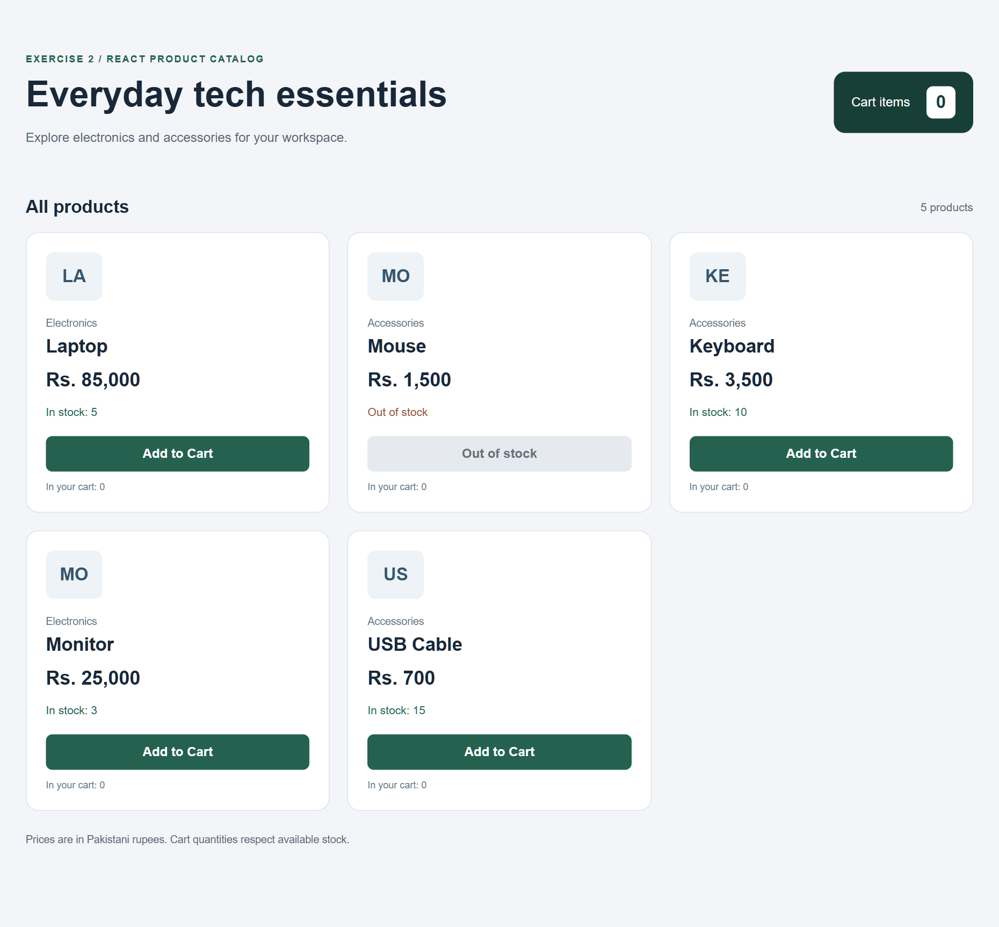 EXERCISE 2 / REACT PRODUCT CATALOG
Everyday tech essentials
Explore electronics and accessories for your workspace.
Cart items 0
All products
5 products
LA
Electronics
Laptop
Rs. 85,000
In stock: 5
Add to Cart
In your cart: 0
MO
Accessories
Mouse
Rs. 1,500
Out of stock
Out of stock
In your cart: 0
KE
Accessories
Keyboard
Rs. 3,500
In stock: 10
Add to Cart
In your cart: 0
MO
Electronics
Monitor
Rs. 25,000
In stock: 3
Add to Cart
In your cart: 0
US
Accessories
USB Cable
Rs. 700
In stock: 15
Add to Cart
In your cart: 0
Prices are in Pakistani rupees. Cart quantities respect available stock.